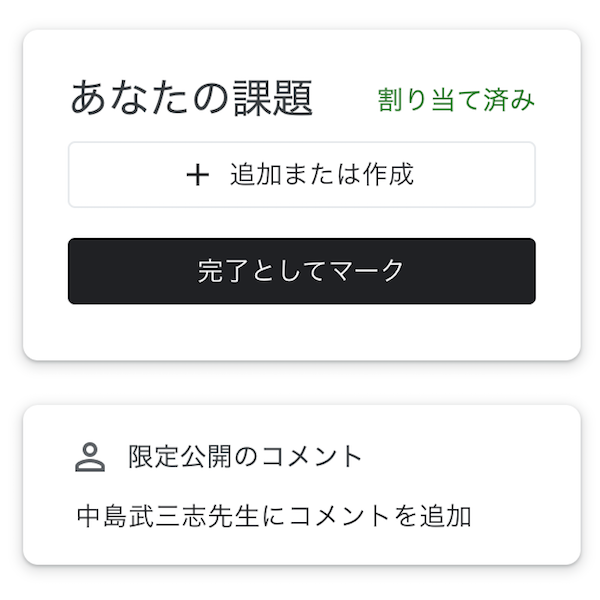 あなたの課題
割り当て済み
+ 追加または作成
完了としてマーク
限定公開のコメント
中島武三志先生にコメントを追加